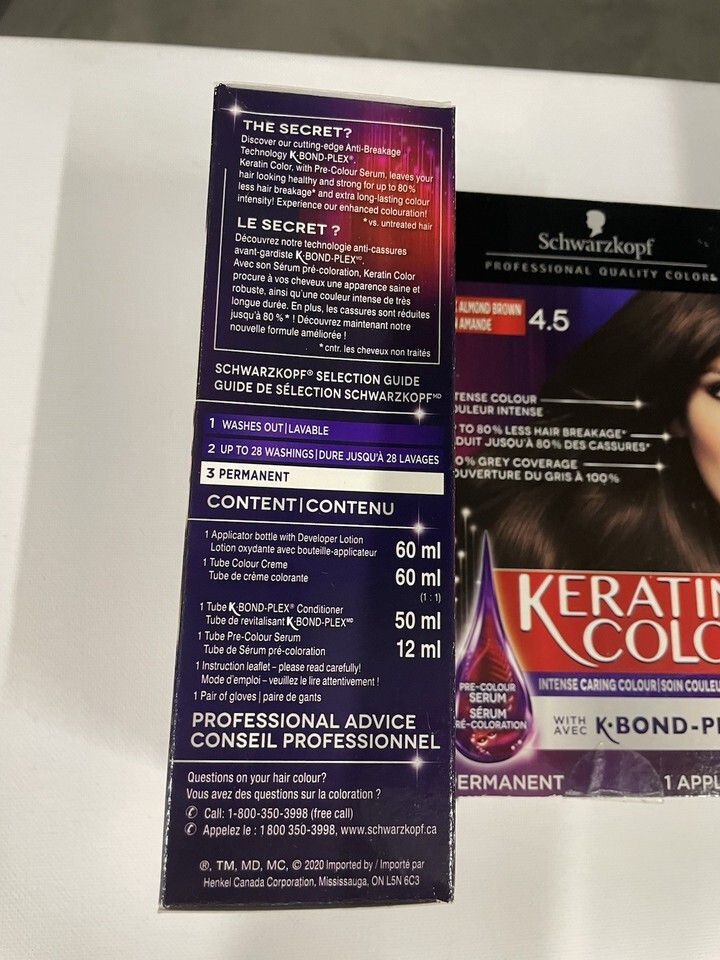 THE SECRET?
Discover our cutting-edge Anti-Breakage
Technology K·BOND-PLEX®.
Keratin Color, with Pre-Colour Serum, leaves your
hair looking healthy and strong for up to 80%
less hair breakage* and extra long-lasting colour
intensity! Experience our enhanced colouration!
*vs. untreated hair
LE SECRET ?
Découvrez notre technologie anti-cassures
avant-gardiste K·BOND-PLEX MD.
Avec son Sérum pré-coloration, Keratin Color
procure à vos cheveux une apparence saine et
robuste, ainsi qu'une couleur intense de très
longue durée. En plus, les cassures sont réduites
jusqu'à 80 %* ! Découvrez maintenant notre
nouvelle formule améliorée !
*cntr. les cheveux non traités
SCHWARZKOPF® SELECTION GUIDE
GUIDE DE SÉLECTION SCHWARZKOPF MD
1 WASHES OUT|LAVABLE
2 UP TO 28 WASHINGS|DURE JUSQU'À 28 LAVAGES
3 PERMANENT
CONTENT|CONTENU
1 Applicator bottle with Developer Lotion
Lotion oxydante avec bouteille-applicateur 60 ml
1 Tube Colour Creme
Tube de crème colorante 60 ml
(1 : 1)
1 Tube K·BOND-PLEX® Conditioner
Tube de revitalisant K·BOND-PLEX MD 50 ml
1 Tube Pre-Colour Serum
Tube de Sérum pré-coloration 12 ml
1 Instruction leaflet – please read carefully!
Mode d'emploi – veuillez le lire attentivement !
1 Pair of gloves | paire de gants
PROFESSIONAL ADVICE
CONSEIL PROFESSIONNEL
Questions on your hair colour?
Vous avez des questions sur la coloration ?
Call: 1-800-350-3998 (free call)
Appelez le : 1 800 350-3998, www.schwarzkopf.ca
®, TM, MD, MC, © 2020 Imported by / Importé par
Henkel Canada Corporation, Mississauga, ON L5N 6C3
Schwarzkopf
PROFESSIONAL QUALITY COLOR
ALMOND BROWN
AMANDE
4.5
TENSE COLOUR
ULEUR INTENSE
TO 80% LESS HAIR BREAKAGE*
DUIT JUSQU'À 80% DES CASSURES*
0% GREY COVERAGE
OUVERTURE DU GRIS À 100%
KERATIN
COLO
INTENSE CARING COLOUR|SOIN COULEU
PRE-COLOUR
SERUM
SÉRUM
RÉ-COLORATION
WITH
AVEC
K·BOND-PL
ERMANENT
1 APPL